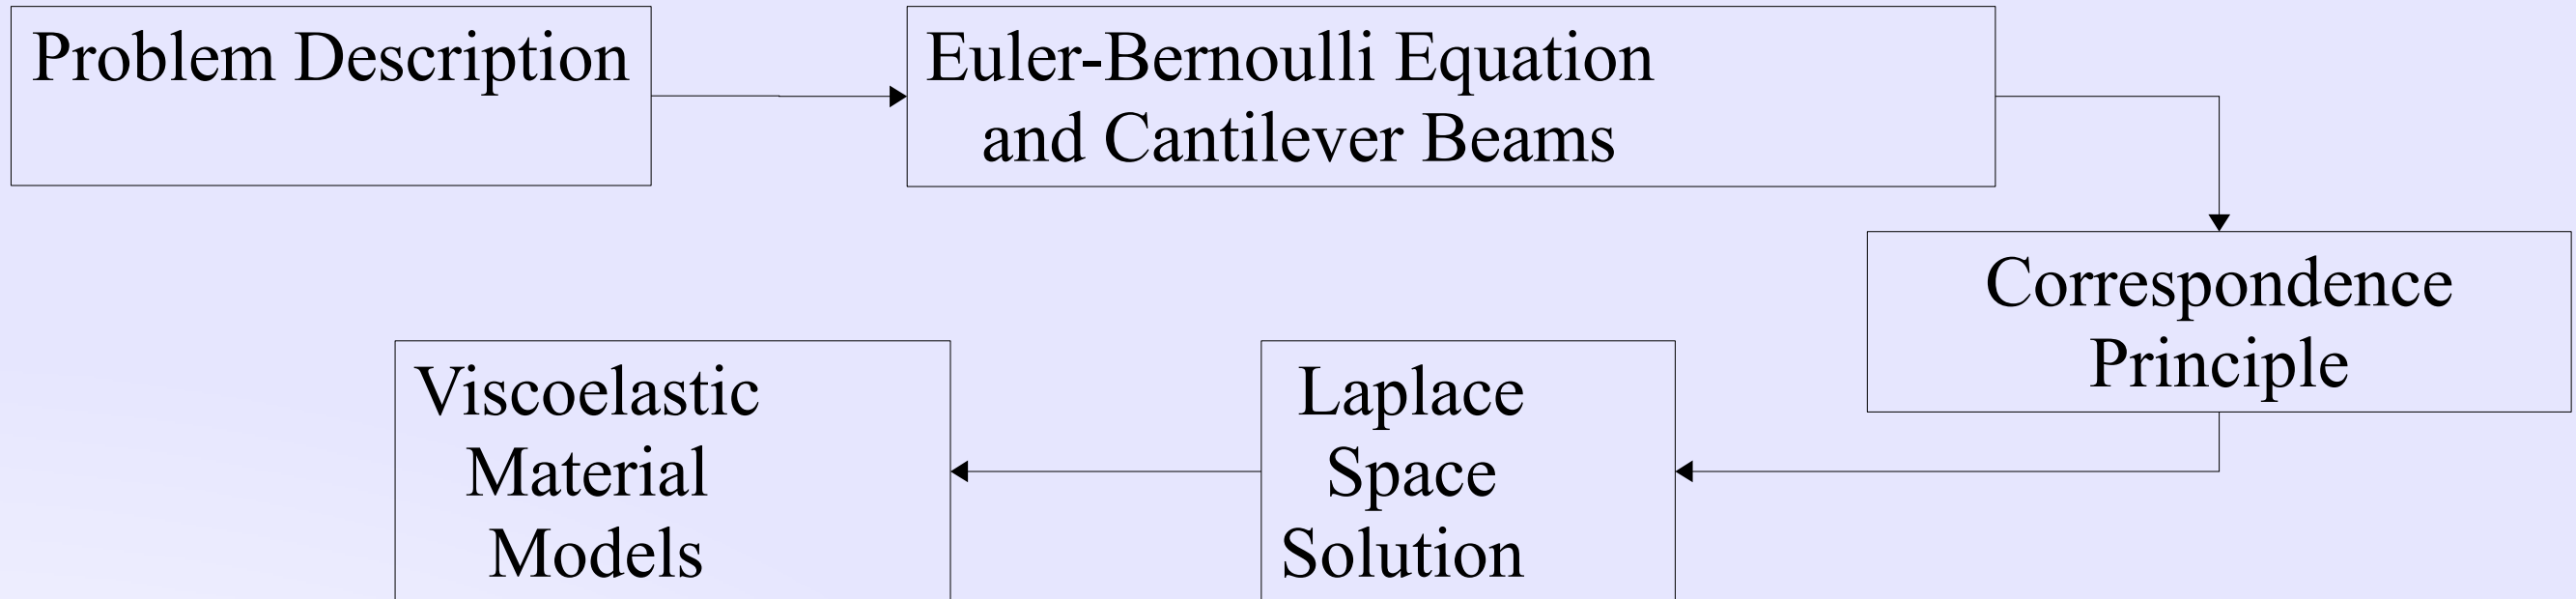 Problem Description
Euler-Bernoulli Equation
and Cantilever Beams
Correspondence
Principle
Laplace
Space
Solution
Viscoelastic
Material
Models